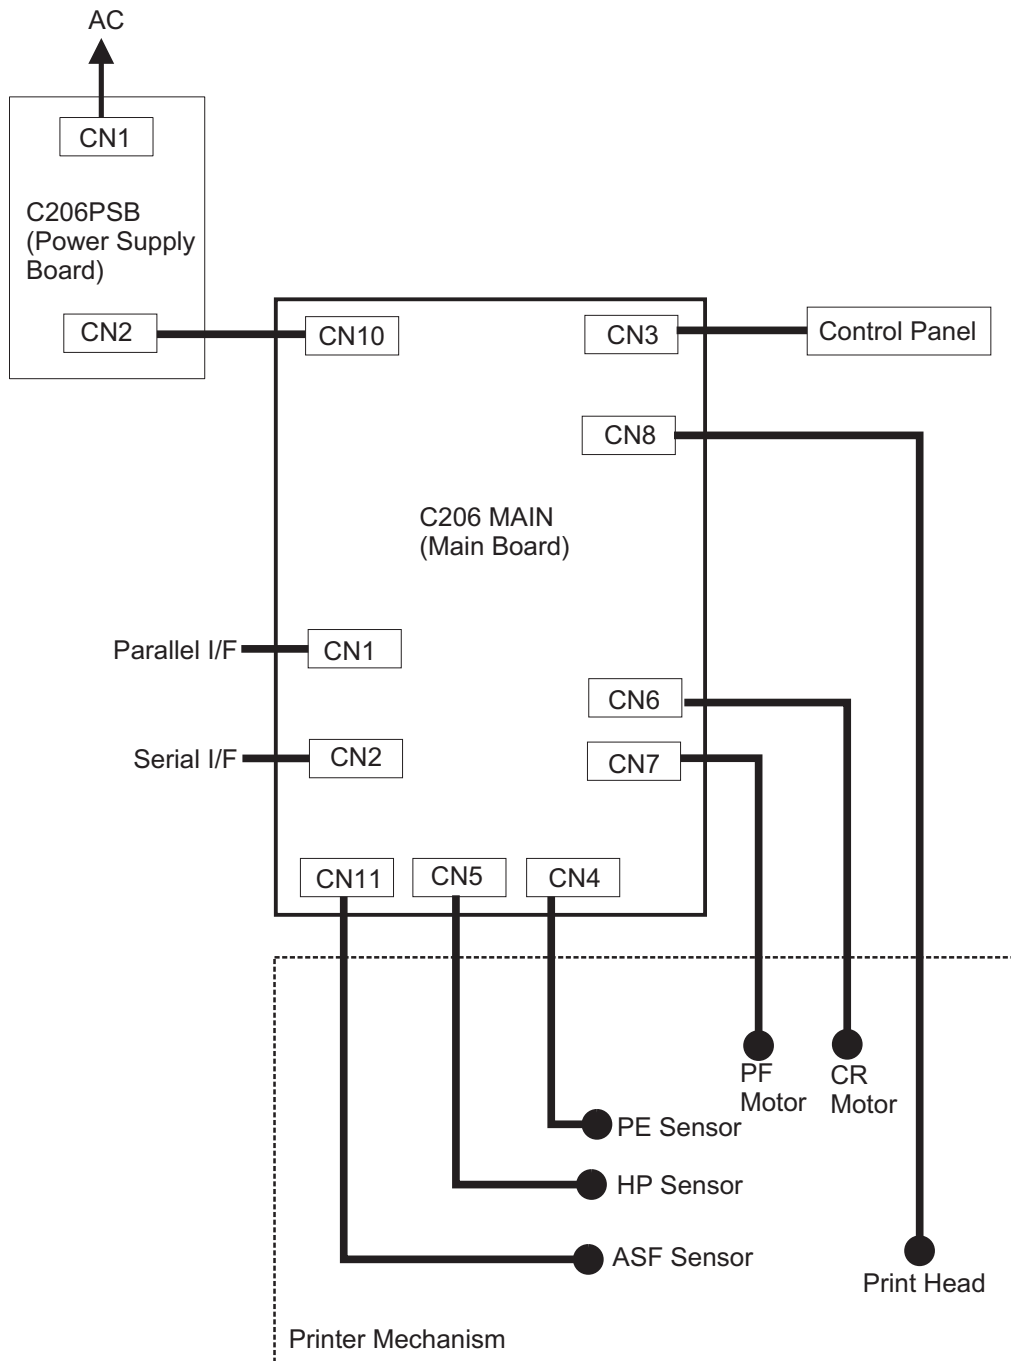 AC
CN1
C206PSB
(Power Supply
Board)
CN2
CN10
CN3
Control Panel
CN8
C206 MAIN
(Main Board)
Parallel I/F
CN1
CN6
Serial I/F
CN2
CN7
CN11
CN5
CN4
PF
Motor
CR
Motor
PE Sensor
HP Sensor
ASF Sensor
Print Head
Printer Mechanism